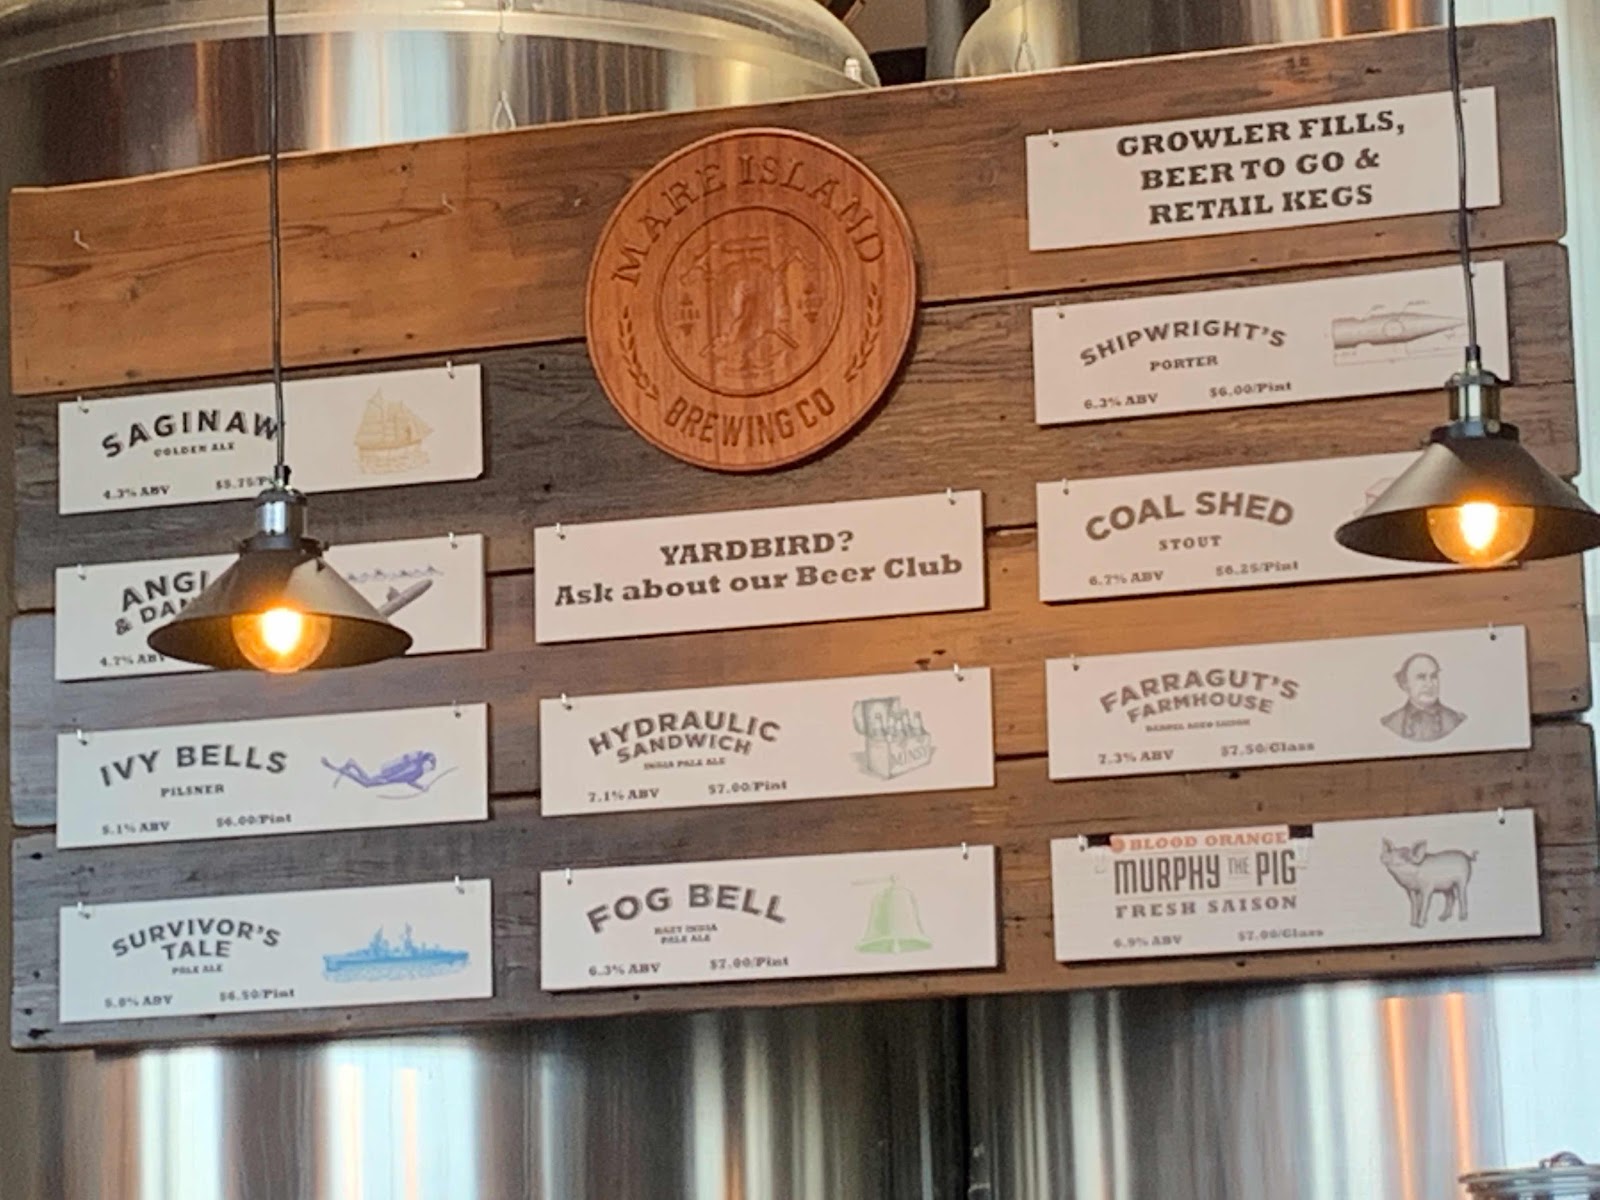 MARE ISLAND
BREWING CO
GROWLER FILLS,
BEER TO GO &
RETAIL KEGS
SAGINAW
GOLDEN ALE
4.3% ABV
& 
4.7% ABV
IVY BELLS
PILSNER
5.1% ABV $6.00/Pint
SURVIVOR'S
TALE
PALE ALE
5.0% ABV $6.50/Pint
YARDBIRD?
Ask about our Beer Club
HYDRAULIC
SANDWICH
INDIA PALE ALE
MINSY
7.1% ABV $7.00/Pint
FOG BELL
HAZY INDIA
PALE ALE
6.3% ABV $7.00/Pint
SHIPWRIGHT'S
PORTER
6.3% ABV $6.00/Pint
COAL SHED
STOUT
6.7% ABV $6.25/Pint
FARRAGUT'S
FARMHOUSE
BARREL AGED SAISON
7.3% ABV $7.50/Glass
BLOOD ORANGE
MURPHY THE PIG
FRESH SAISON
6.9% ABV $7.00/Glass